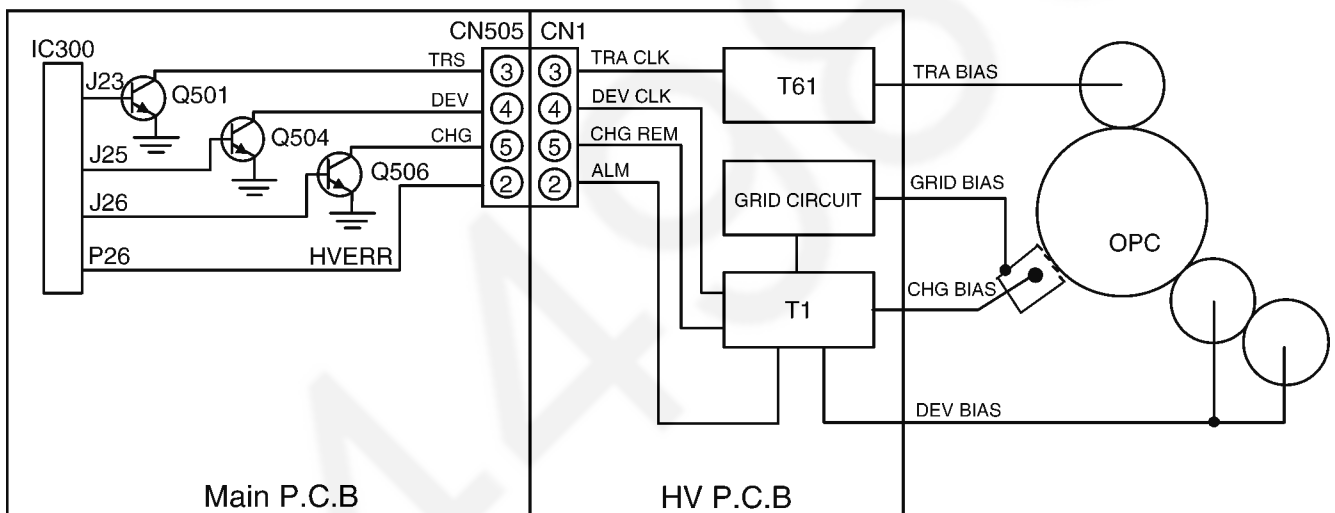 IC300
CN505
CN1
J23
Q501
TRS
3
3
TRA CLK
T61
TRA BIAS
DEV
4
4
DEV CLK
J25
Q504
CHG
5
5
CHG REM
J26
Q506
2
2
ALM
GRID CIRCUIT
GRID BIAS
OPC
P26
HVERR
T1
CHG BIAS
DEV BIAS
Main P.C.B
HV P.C.B